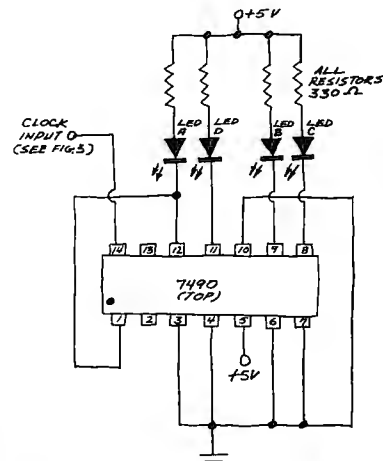 +5V
ALL
RESISTORS
330 Ω
LED
A
LED
D
LED
B
LED
C
CLOCK
INPUT
(SEE FIG. 5)
14 13 12 11 10 9 8
7490
(TOP)
1 2 3 4 5 6 7
+5V